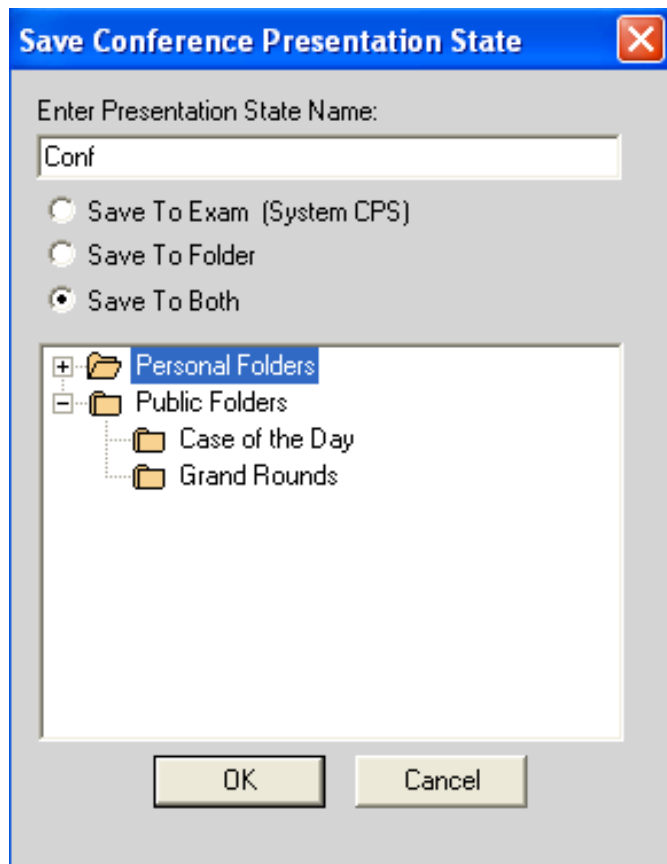 Save Conference Presentation State
Enter Presentation State Name:
Conf
Save To Exam (System CPS)
Save To Folder
Save To Both
Personal Folders
Public Folders
Case of the Day
Grand Rounds
OK Cancel